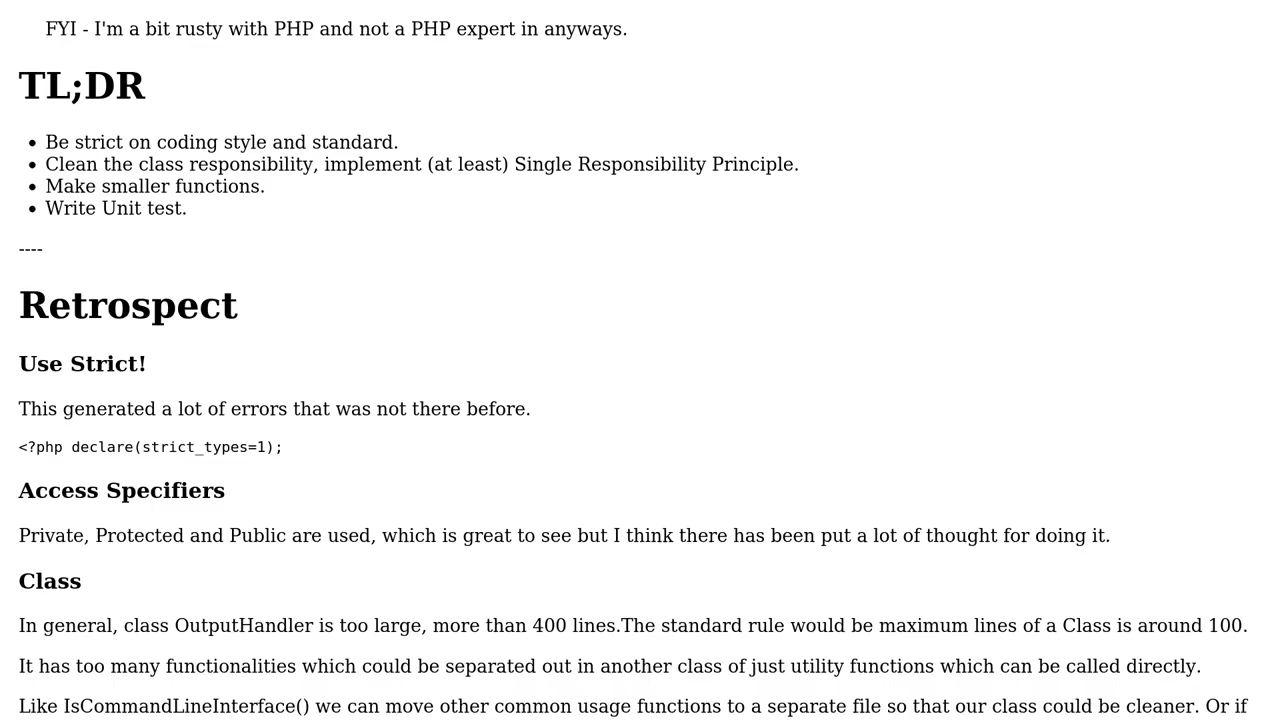 FYI - I'm a bit rusty with PHP and not a PHP expert in anyways.
TL;DR
• Be strict on coding style and standard.
• Clean the class responsibility, implement (at least) Single Responsibility Principle.
• Make smaller functions.
• Write Unit test.
----
Retrospect
Use Strict!
This generated a lot of errors that was not there before.
<?php declare(strict_types=1);
Access Specifiers
Private, Protected and Public are used, which is great to see but I think there has been put a lot of thought for doing it.
Class
In general, class OutputHandler is too large, more than 400 lines.The standard rule would be maximum lines of a Class is around 100.
It has too many functionalities which could be separated out in another class of just utility functions which can be called directly.
Like IsCommandLineInterface() we can move other common usage functions to a separate file so that our class could be cleaner. Or if